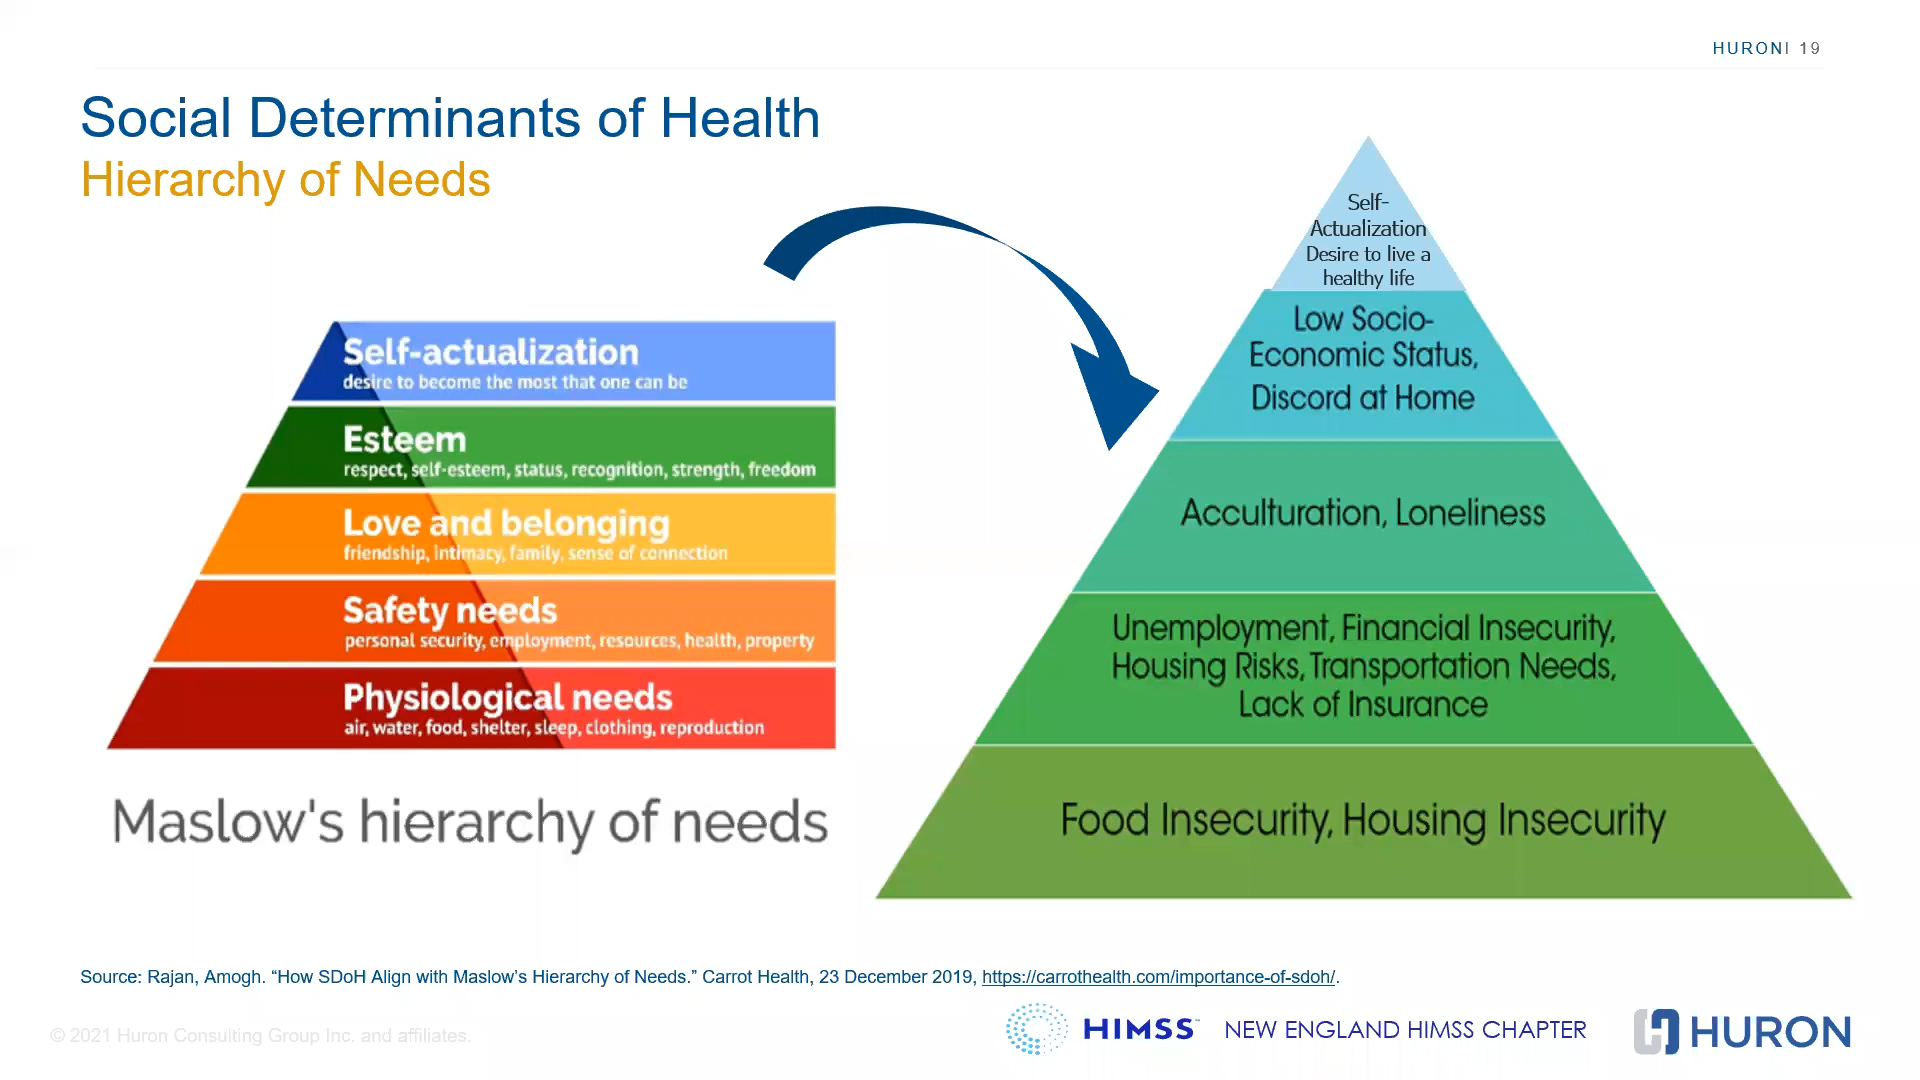 HURON| 19
Social Determinants of Health
Hierarchy of Needs
Self-actualization
desire to become the most that one can be
Esteem
respect, self-esteem, status, recognition, strength, freedom
Love and belonging
friendship, intimacy, family, sense of connection
Safety needs
personal security, employment, resources, health, property
Physiological needs
air, water, food, shelter, sleep, clothing, reproduction
Maslow's hierarchy of needs
Self-
Actualization
Desire to live a
healthy life
Low Socio-
Economic Status,
Discord at Home
Acculturation, Loneliness
Unemployment, Financial Insecurity,
Housing Risks, Transportation Needs,
Lack of Insurance
Food Insecurity, Housing Insecurity
Source: Rajan, Amogh. “How SDoH Align with Maslow’s Hierarchy of Needs.” Carrot Health, 23 December 2019, https://carrothealth.com/importance-of-sdoh/.
© 2021 Huron Consulting Group Inc. and affiliates.
HIMSS™
NEW ENGLAND HIMSS CHAPTER
HURON